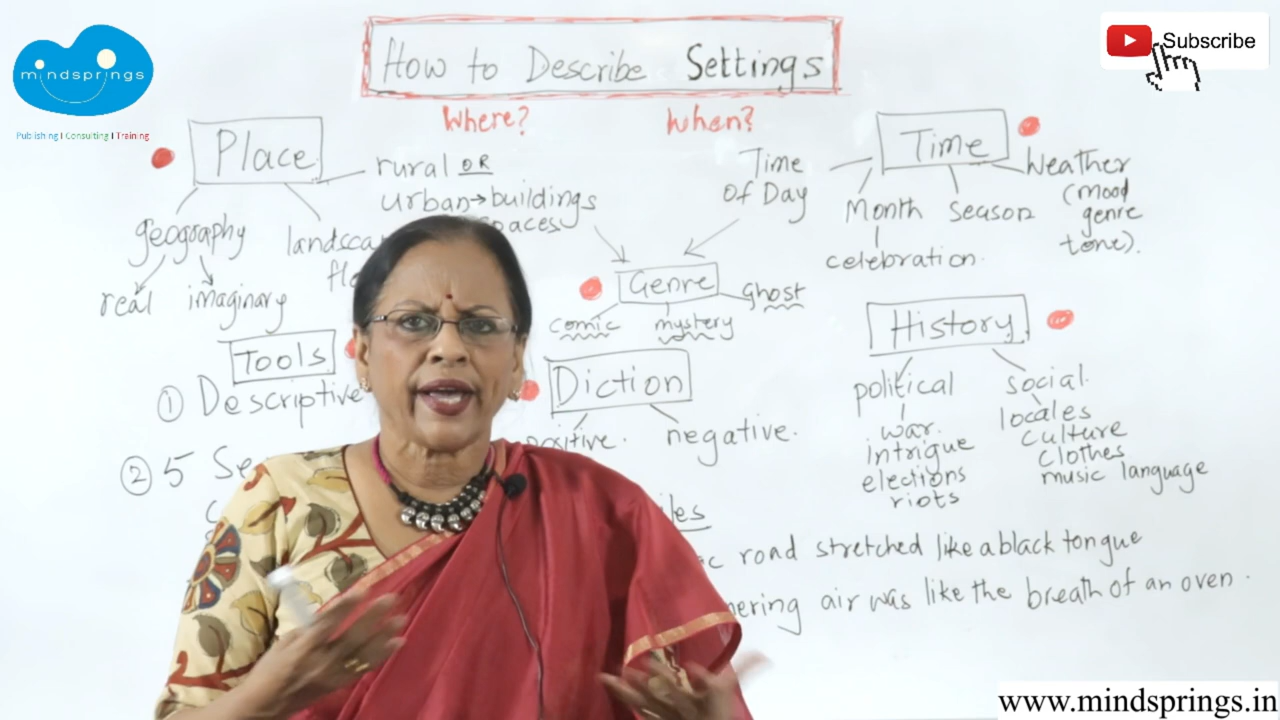 mindsprings
Publishing I Consulting I Training
Subscribe
How to Describe Settings
Where?
When?
Place
rural OR
urban→buildings
geography
real
imaginary
Time
Time
Of Day
Month
celebration.
season
Weather
(mood
genre
tone).
Genre
comic
mystery
Ghost
History
political
war.
intrigue
elections
riots
social.
locales
culture
clothes
music language
Tools
① Descriptive
② 5
Diction
positive.
negative.
road stretched like a black tongue
air was like the breath of an oven.
www.mindsprings.in